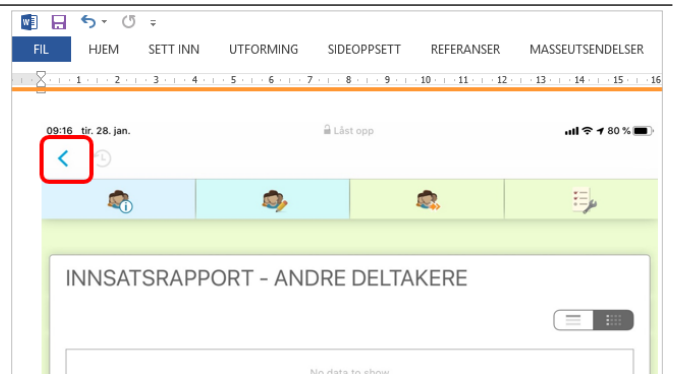 FIL HJEM SETT INN UTFORMING SIDEOPPSETT REFERANSER MASSEUTSENDELSER
1 2 3 4 5 6 7 8 9 10 11 12 13 14 15 16
09:16 tir. 28. jan. Låst opp 80 %
INNSATSRAPPORT - ANDRE DELTAKERE
No data to show